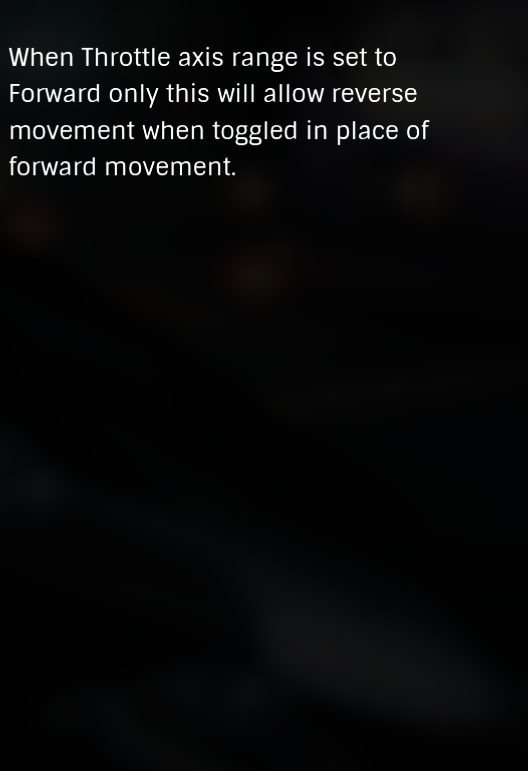 When Throttle axis range is set to
Forward only this will allow reverse
movement when toggled in place of
forward movement.